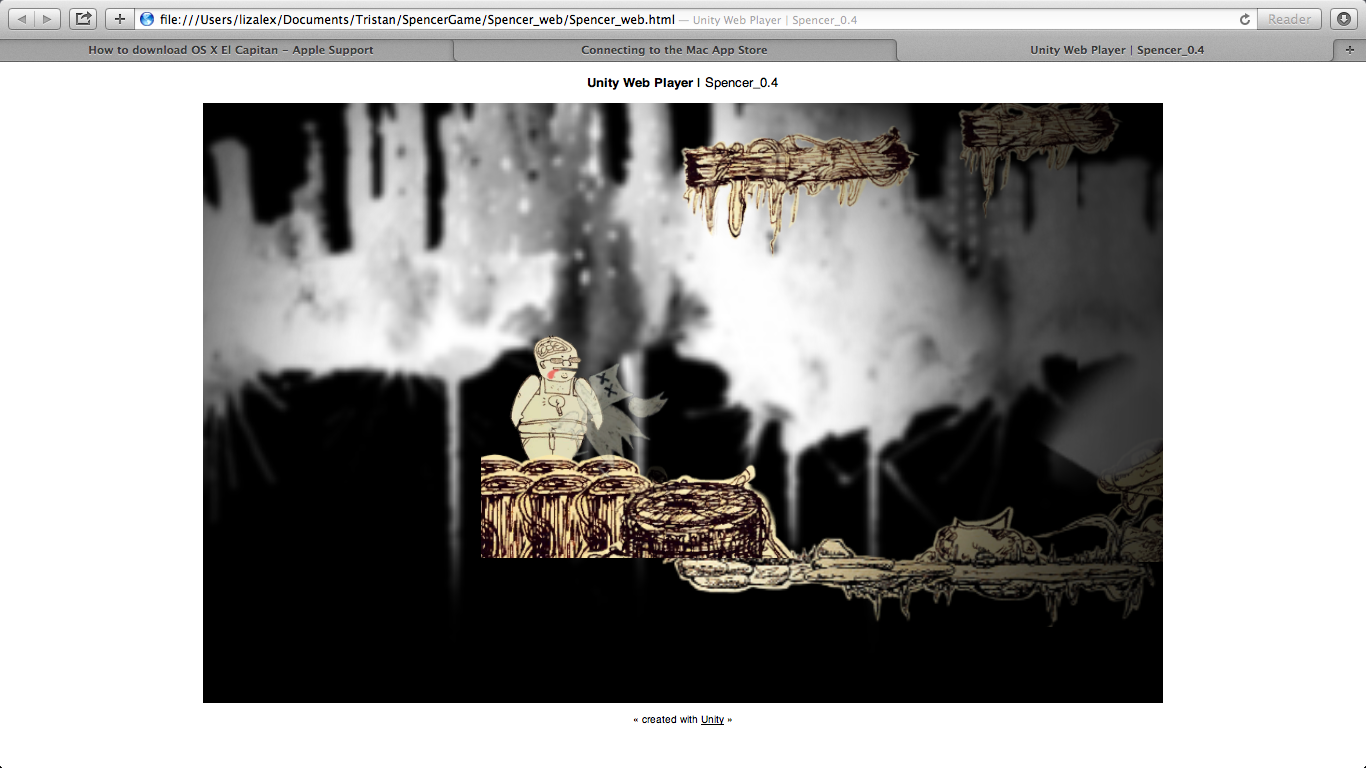 file:///Users/lizalex/Documents/Tristan/SpencerGame/Spencer_web/Spencer_web.html — Unity Web Player | Spencer_0.4
Reader
How to download OS X El Capitan – Apple Support
Connecting to the Mac App Store
Unity Web Player | Spencer_0.4
Unity Web Player | Spencer_0.4
« created with Unity »